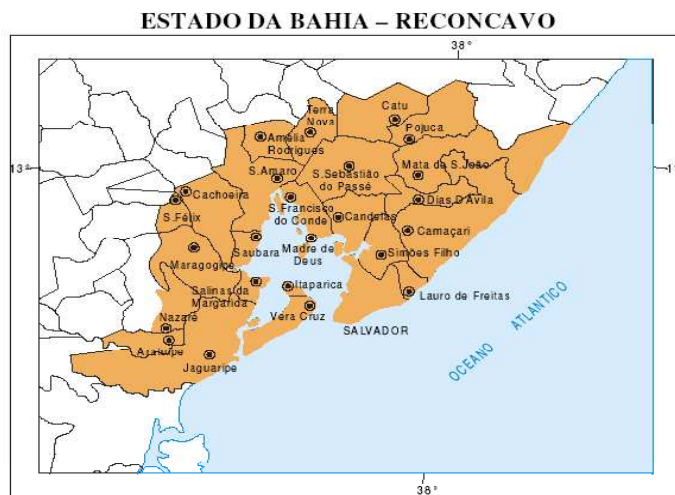 ESTADO DA BAHIA – RECONCAVO
38°
Terra
Nova
Catu
Pojuca
Amélia
Rodrigues
13°
S.Amaro
S.Sebastião
do Passé
Mata de S.João
Cachoeira
S.Félix
S.Francisco
do Conde
Candeias
Dias D'Ávila
Camaçari
Saubara
Madre de
Deus
Simões Filho
Maragogipe
Salinas da
Margarida
Itaparica
Lauro de Freitas
Nazaré
Vera Cruz
SALVADOR
Aratuipe
Jaguaripe
OCEANO ATLANTICO
38°